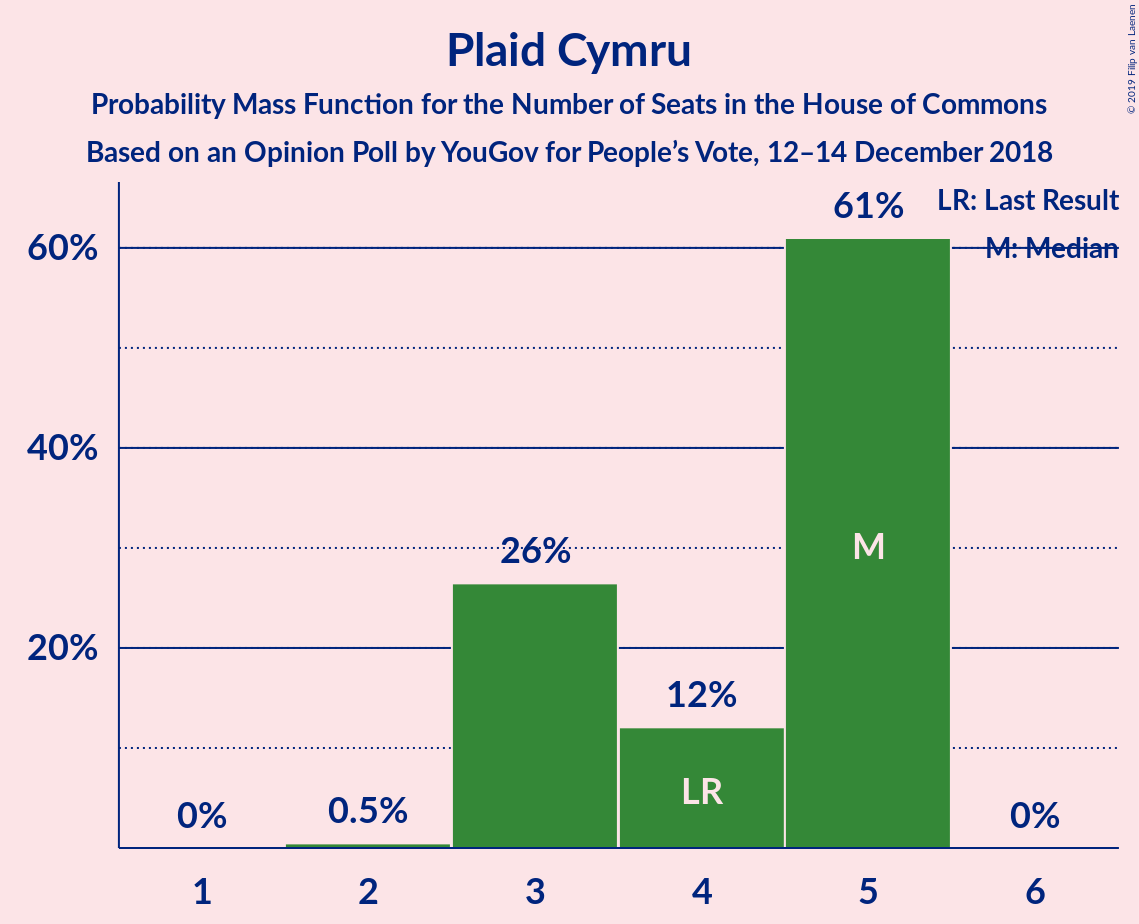 Plaid Cymru
Probability Mass Function for the Number of Seats in the House of Commons
Based on an Opinion Poll by YouGov for People’s Vote, 12–14 December 2018
© 2019 Filip van Laenen
LR: Last Result
M: Median
60%
40%
20%
0%
0.5%
26%
12%
61%
0%
LR
M
1 2 3 4 5 6